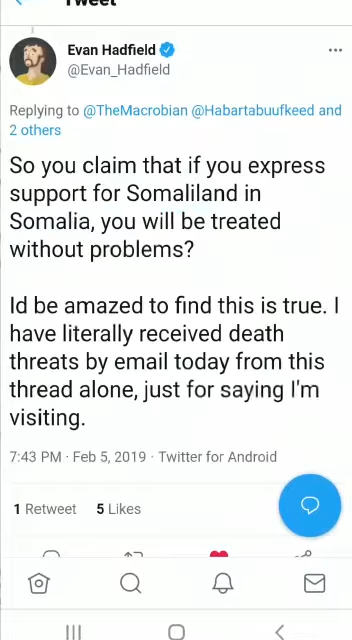 Tweet
Evan Hadfield
@Evan_Hadfield
Replying to @TheMacrobian @Habartabuufkeed and
2 others
So you claim that if you express
support for Somaliland in
Somalia, you will be treated
without problems?
Id be amazed to find this is true. I
have literally received death
threats by email today from this
thread alone, just for saying I'm
visiting.
7:43 PM · Feb 5, 2019 · Twitter for Android
1 Retweet 5 Likes